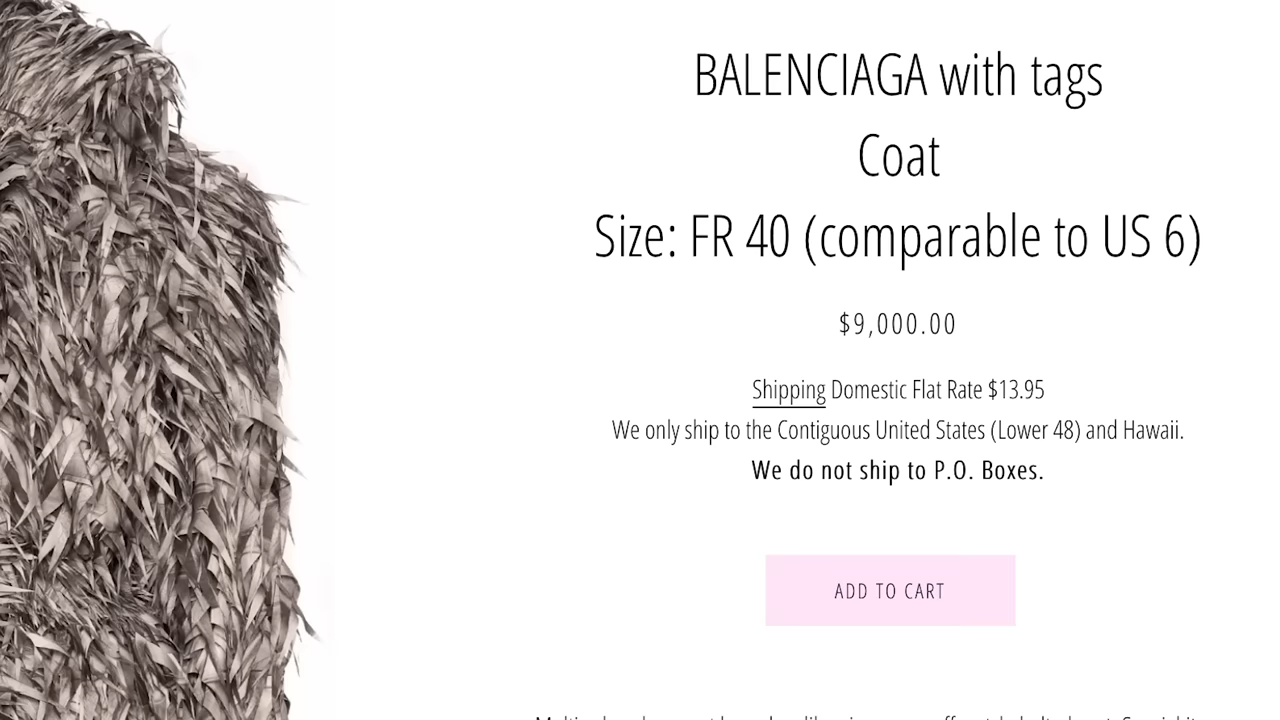 BALENCIAGA with tags
Coat
Size: FR 40 (comparable to US 6)
$9,000.00
Shipping Domestic Flat Rate $13.95
We only ship to the Contiguous United States (Lower 48) and Hawaii.
We do not ship to P.O. Boxes.
ADD TO CART